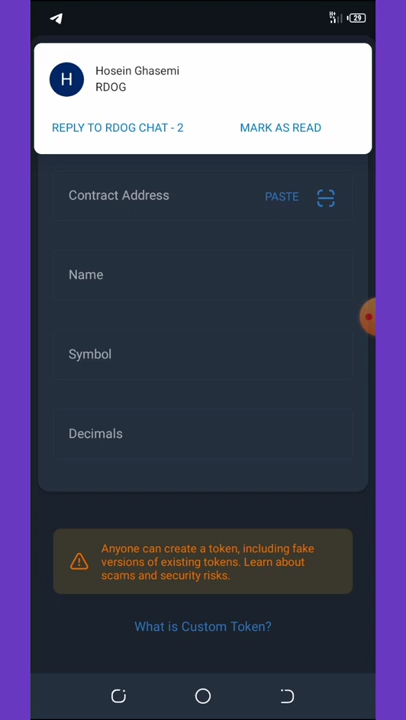 29
H
Hosein Ghasemi
RDOG
REPLY TO RDOG CHAT - 2
MARK AS READ
Contract Address
PASTE
Name
Symbol
Decimals
Anyone can create a token, including fake
versions of existing tokens. Learn about
scams and security risks.
What is Custom Token?